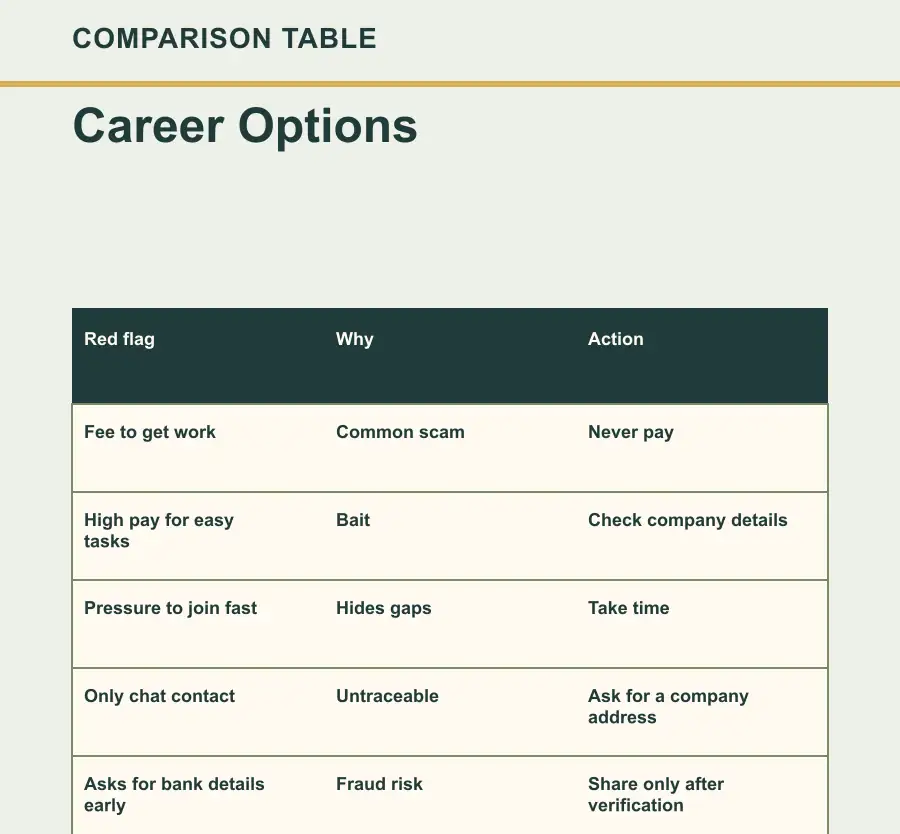 COMPARISON TABLE
Career Options
Red flag Why Action
Fee to get work Common scam Never pay
High pay for easy tasks Bait Check company details
Pressure to join fast Hides gaps Take time
Only chat contact Untraceable Ask for a company address
Asks for bank details early Fraud risk Share only after verification